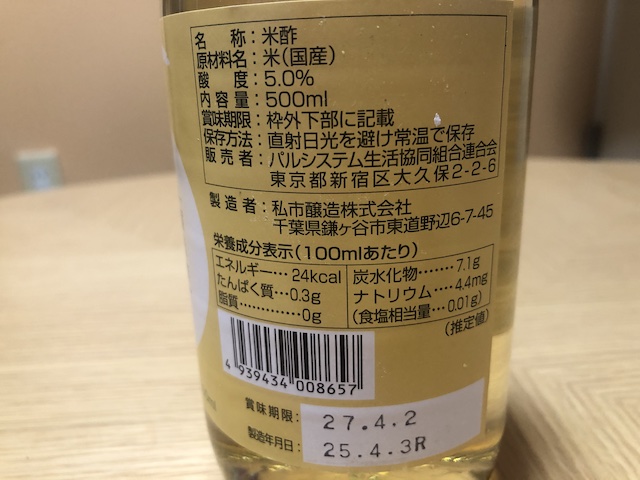 名称：米酢
原材料名：米（国産）
酸度：5.0%
内容量：500ml
賞味期限：枠外下部に記載
保存方法：直射日光を避け常温で保存
販売者：パルシステム生活協同組合連合会
東京都新宿区大久保2-2-6
製造者：私市醸造株式会社
千葉県鎌ヶ谷市東道野辺6-7-45
栄養成分表示（100mlあたり）
エネルギー…24kcal
たんぱく質…0.3g
脂質…………0g
炭水化物……7.1g
ナトリウム…4.4mg
（食塩相当量…0.01g）
（推定値）
4 939434 008657
賞味期限：27.4.2
製造年月日：25.4.3R